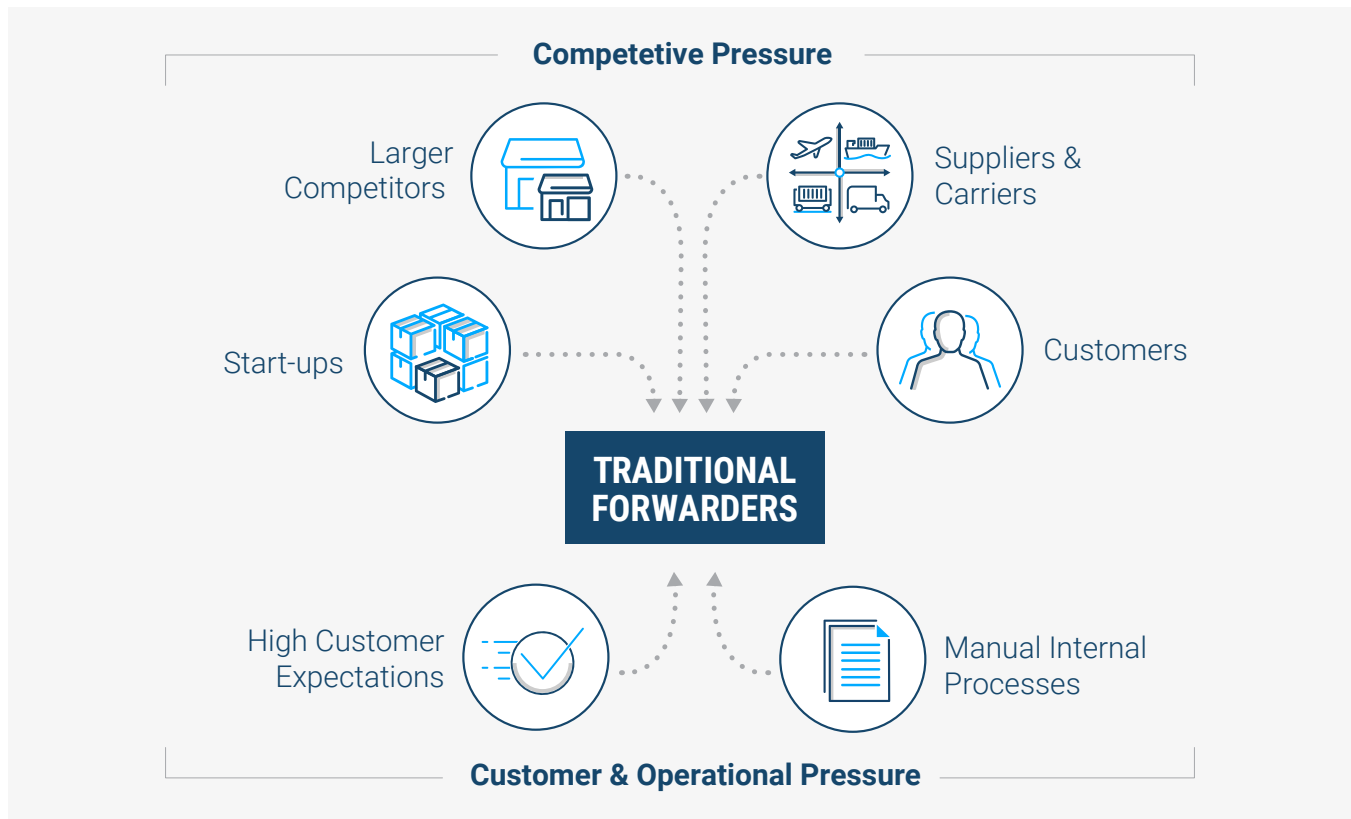 Competetive Pressure
Larger
Competitors
Suppliers &
Carriers
Start-ups
Customers
TRADITIONAL
FORWARDERS
High Customer
Expectations
Manual Internal
Processes
Customer & Operational Pressure